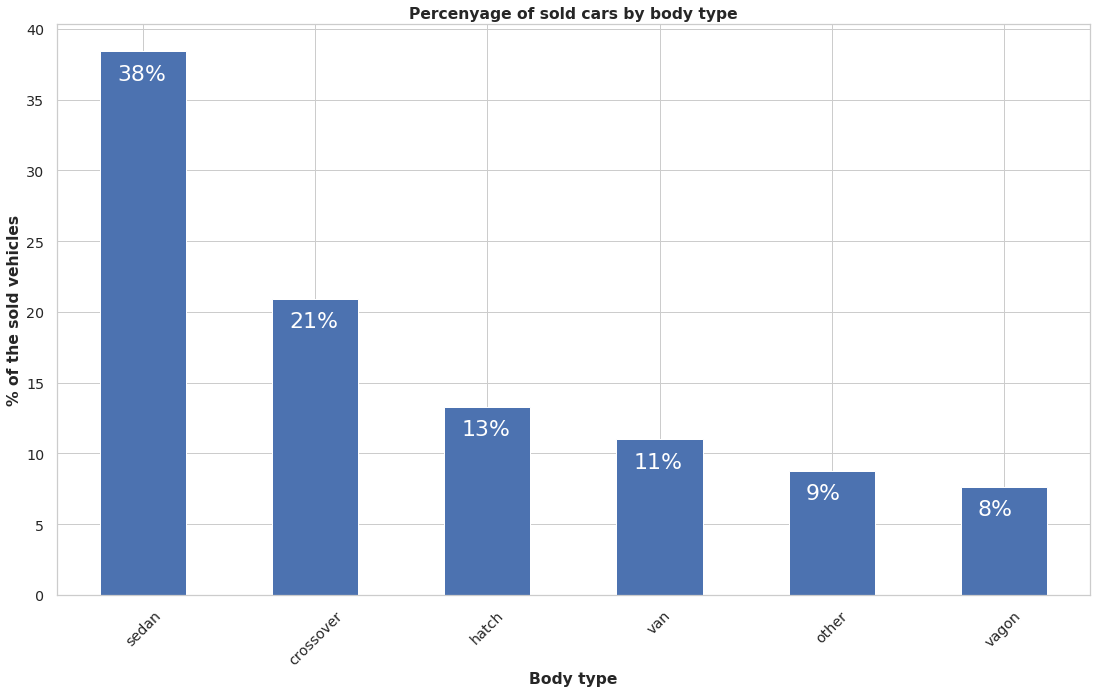 Percenyage of sold cars by body type
% of the sold vehicles
40
35
30
25
20
15
10
5
0
38%
21%
13%
11%
9%
8%
sedan
crossover
hatch
van
other
vagon
Body type